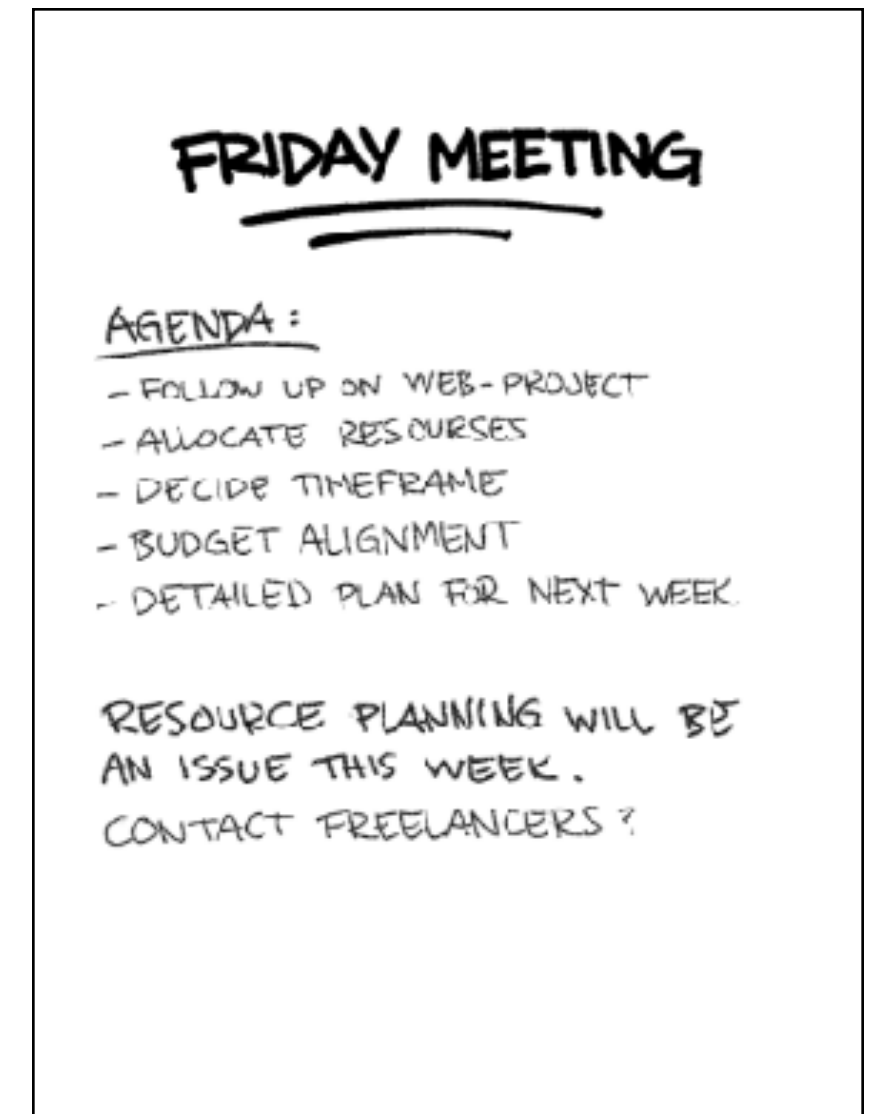 FRIDAY MEETING
AGENDA:
- FOLLOW UP ON WEB-PROJECT
- ALLOCATE RESOURSES
- DECIDE TIMEFRAME
- BUDGET ALIGNMENT
- DETAILED PLAN FOR NEXT WEEK
RESOURCE PLANNING WILL BE
AN ISSUE THIS WEEK.
CONTACT FREELANCERS?